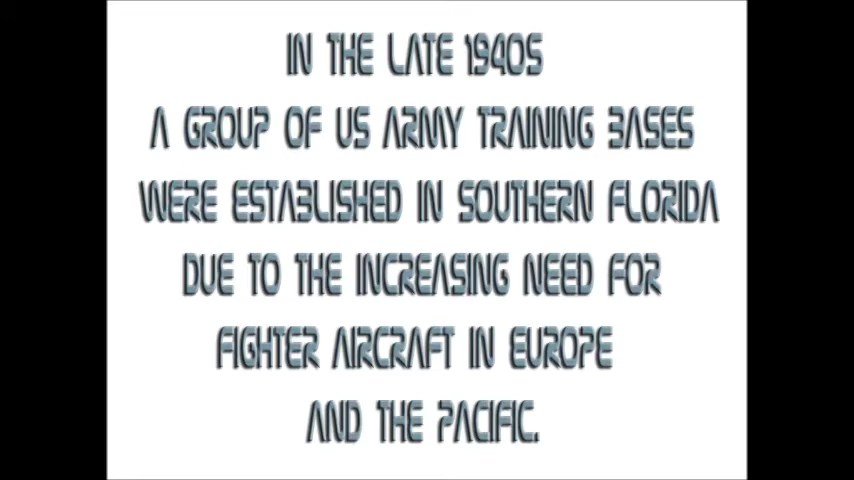 IN THE LATE 1940S
A GROUP OF US ARMY TRAINING BASES
WERE ESTABLISHED IN SOUTHERN FLORIDA
DUE TO THE INCREASING NEED FOR
FIGHTER AIRCRAFT IN EUROPE
AND THE PACIFIC.